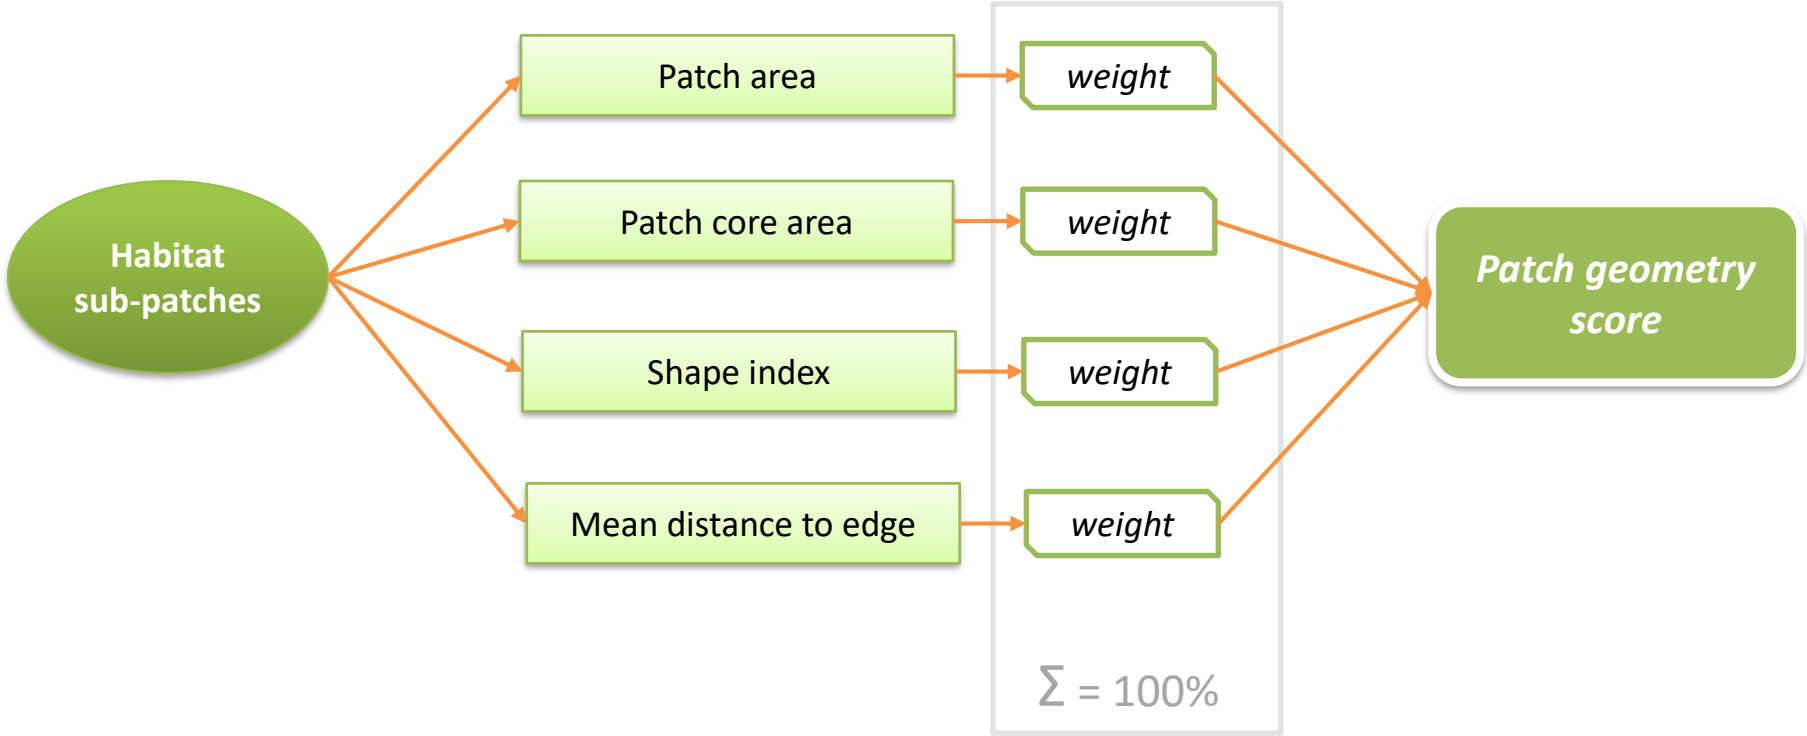 Habitat
sub-patches
Patch area
weight
Patch core area
weight
Shape index
weight
Mean distance to edge
weight
Σ = 100%
Patch geometry
score